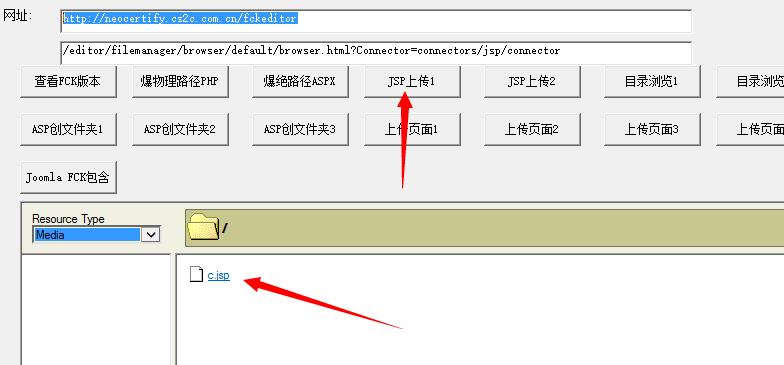 网址:
http://neocertify.cs2c.com.cn/fckeditor
/editor/filemanager/browser/default/browser.html?Connector=connectors/jsp/connector
查看FCK版本 爆物理路径PHP 爆绝路径ASPX JSP上传1 JSP上传2 目录浏览1 目录浏览
ASP创文件夹1 ASP创文件夹2 ASP创文件夹3 上传页面1 上传页面2 上传页面3 上传页面
Joomla FCK包含
Resource Type
Media
/
c.jsp